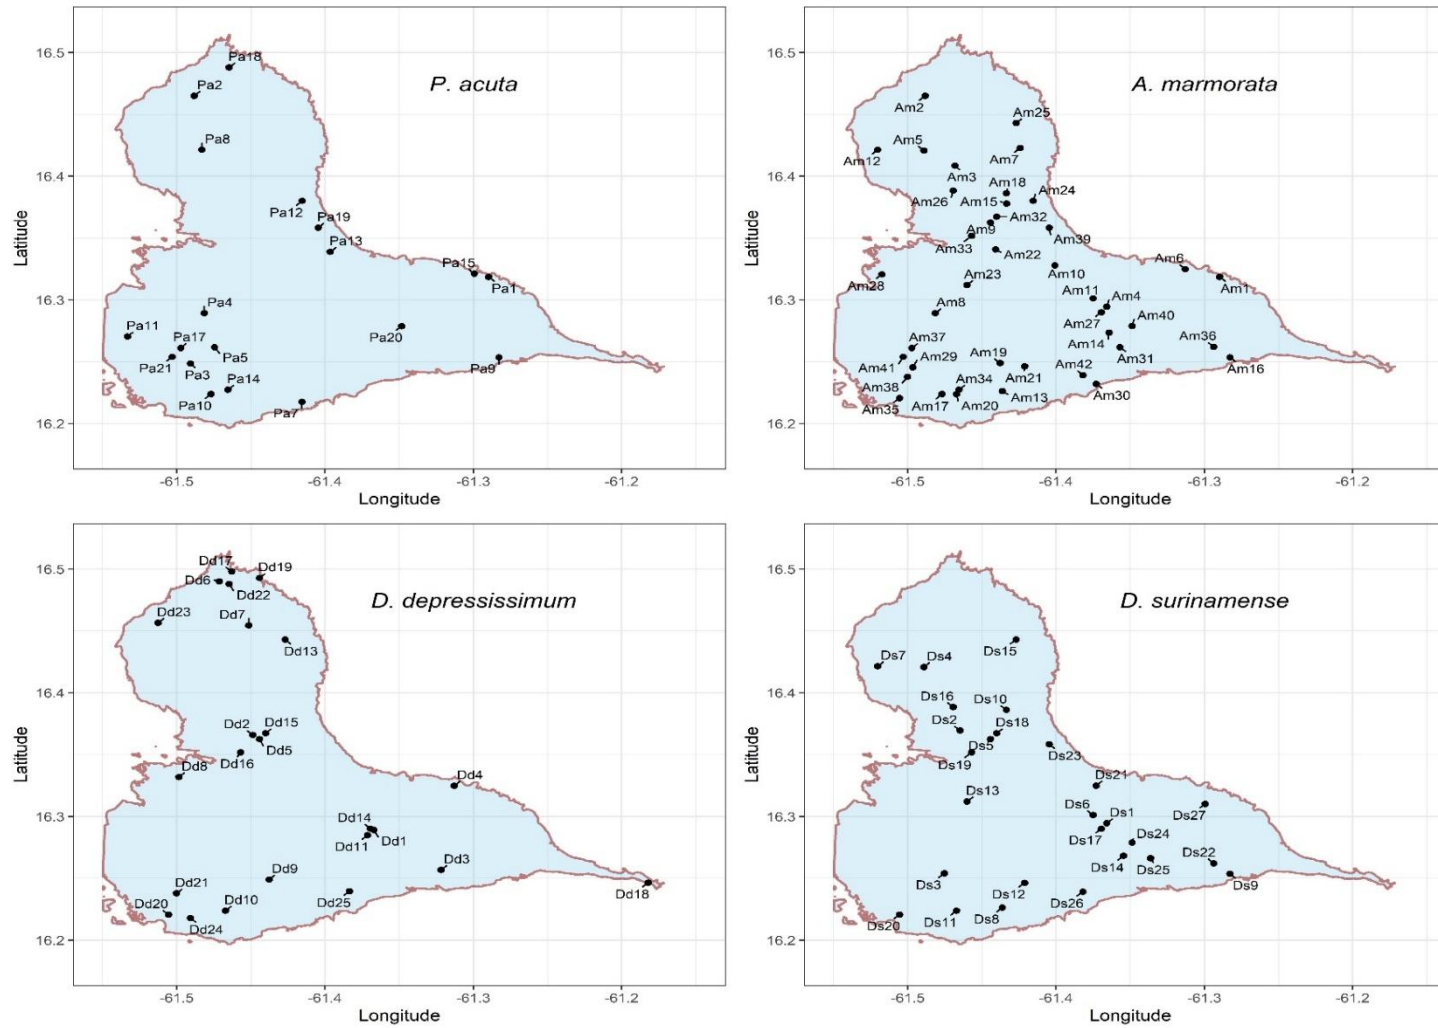 P. acuta
16.5
16.4
16.3
16.2
Latitude
Pa18
Pa2
Pa8
Pa12
Pa19
Pa13
Pa15
Pa1
Pa4
Pa11
Pa17
Pa20
Pa5
Pa21
Pa3
Pa14
Pa9
Pa10
Pa7
-61.5
-61.4
-61.3
-61.2
Longitude
A. marmorata
16.5
16.4
16.3
16.2
Latitude
Am2
Am25
Am5
Am12
Am7
Am3
Am18
Am24
Am26
Am15
Am32
Am9
Am33
Am39
Am22
Am6
Am28
Am23
Am10
Am1
Am8
Am11
Am4
Am27
Am40
Am37
Am14
Am36
Am29
Am19
Am31
Am41
Am42
Am21
Am16
Am38
Am34
Am35
Am17
Am20
Am13
Am30
-61.5
-61.4
-61.3
-61.2
Longitude
D. depressissimum
16.5
16.4
16.3
16.2
Latitude
Dd17
Dd19
Dd6
Dd22
Dd23
Dd7
Dd13
Dd2
Dd15
Dd5
Dd16
Dd8
Dd4
Dd14
Dd11
Dd1
Dd3
Dd9
Dd21
Dd18
Dd20
Dd10
Dd25
Dd24
-61.5
-61.4
-61.3
-61.2
Longitude
D. surinamense
16.5
16.4
16.3
16.2
Latitude
Ds7
Ds4
Ds15
Ds16
Ds10
Ds2
Ds18
Ds5
Ds19
Ds23
Ds21
Ds13
Ds6
Ds1
Ds27
Ds17
Ds24
Ds14
Ds22
Ds25
Ds3
Ds12
Ds9
Ds26
Ds20
Ds11
Ds8
-61.5
-61.4
-61.3
-61.2
Longitude